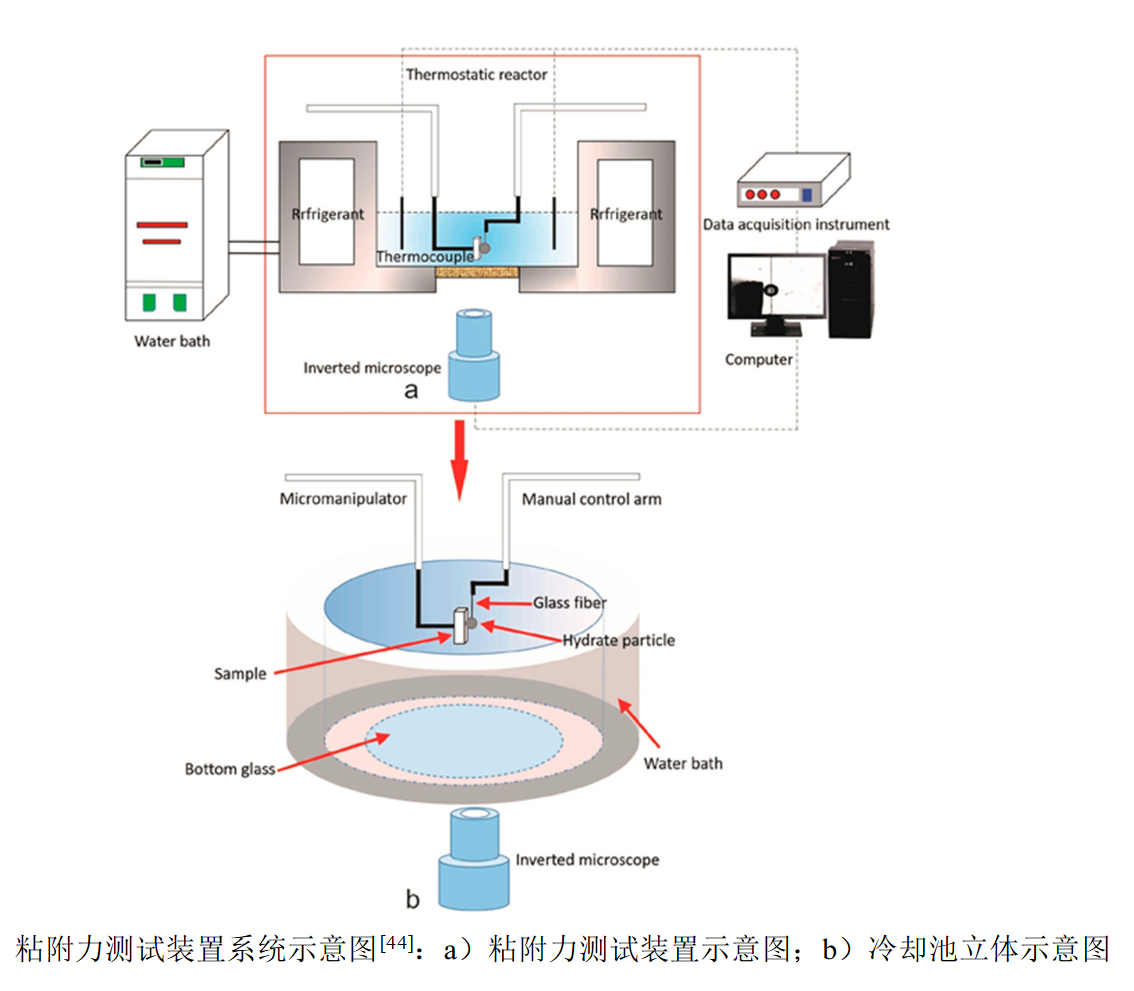 Thermostatic reactor
Rrfrigerant
Rrfrigerant
Thermocouple
Data acquisition instrument
Water bath
Computer
Inverted microscope
a
Micromanipulator
Manual control arm
Glass fiber
Hydrate particle
Sample
Water bath
Bottom glass
Inverted microscope
b
粘附力测试装置系统示意图[44]：a）粘附力测试装置示意图；b）冷却池立体示意图